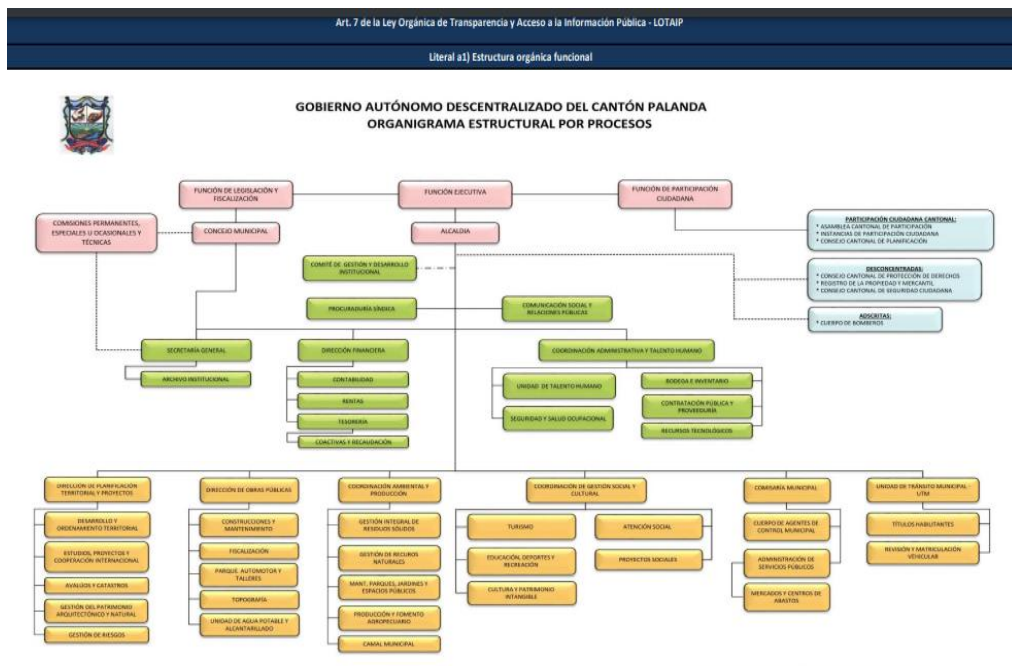 Art. 7 de la Ley Orgánica de Transparencia y Acceso a la Información Pública - LOTAIP
Literal a1) Estructura orgánica funcional
GOBIERNO AUTÓNOMO DESCENTRALIZADO DEL CANTÓN PALANDA
ORGANIGRAMA ESTRUCTURAL POR PROCESOS
FUNCIÓN DE LEGISLACIÓN Y
FISCALIZACIÓN
FUNCIÓN EJECUTIVA
FUNCIÓN DE PARTICIPACIÓN
CIUDADANA
COMISIONES PERMANENTES,
ESPECIALES U OCASIONALES Y
TÉCNICAS
CONCEJO MUNICIPAL
ALCALDIA
PARTICIPACIÓN CIUDADANA CANTONAL:
* ASAMBLEA CANTONAL DE PARTICIPACIÓN
* INSTANCIAS DE PARTICIPACIÓN CIUDADANA
* CONSEJO CANTONAL DE PLANIFICACIÓN
COMITÉ DE GESTIÓN Y DESARROLLO
INSTITUCIONAL
DESCONCENTRADAS:
* CONSEJO CANTONAL DE PROTECCIÓN DE DERECHOS
* REGISTRO DE LA PROPIEDAD Y MERCANTIL
* CONSEJO CANTONAL DE SEGURIDAD CIUDADANA
PROCURADURÍA SÍNDICA
COMUNICACIÓN SOCIAL Y
RELACIONES PÚBLICAS
ADSCRITAS:
* CUERPO DE BOMBEROS
SECRETARÍA GENERAL
DIRECCIÓN FINANCIERA
COORDINACIÓN ADMINISTRATIVA Y TALENTO HUMANO
ARCHIVO INSTITUCIONAL
CONTABILIDAD
RENTAS
TESORERÍA
COACTIVAS Y RECAUDACIÓN
UNIDAD DE TALENTO HUMANO
SEGURIDAD Y SALUD OCUPACIONAL
BODEGA E INVENTARIO
CONTRATACIÓN PÚBLICA Y
PROVEEDURÍA
RECURSOS TECNOLÓGICOS
DIRECCIÓN DE PLANIFICACIÓN
TERRITORIAL Y PROYECTOS
DIRECCIÓN DE OBRAS PÚBLICAS
COORDINACIÓN AMBIENTAL Y
PRODUCCIÓN
COORDINACIÓN DE GESTIÓN SOCIAL Y
CULTURAL
COMISARÍA MUNICIPAL
UNIDAD DE TRÁNSITO MUNICIPAL -
UTM
DESARROLLO Y
ORDENAMIENTO TERRITORIAL
ESTUDIOS, PROYECTOS Y
COOPERACIÓN INTERNACIONAL
AVALÚOS Y CATASTROS
GESTIÓN DEL PATRIMONIO
ARQUITECTÓNICO Y NATURAL
GESTIÓN DE RIESGOS
CONSTRUCCIONES Y
MANTENIMIENTO
FISCALIZACIÓN
PARQUE AUTOMOTOR Y
TALLERES
TOPOGRAFÍA
UNIDAD DE AGUA POTABLE Y
ALCANTARILLADO
GESTIÓN INTEGRAL DE
RESIDUOS SÓLIDOS
GESTIÓN DE RECUROS
NATURALES
MANT. PARQUES, JARDINES Y
ESPACIOS PÚBLICOS
PRODUCCIÓN Y FOMENTO
AGROPECUARIO
CAMAL MUNICIPAL
TURISMO
EDUCACIÓN, DEPORTES Y
RECREACIÓN
CULTURA Y PATRIMONIO
INTANGIBLE
ATENCIÓN SOCIAL
PROYECTOS SOCIALES
CUERPO DE AGENTES DE
CONTROL MUNICIPAL
ADMINISTRACIÓN DE
SERVICIOS PÚBLICOS
MERCADOS Y CENTROS DE
ABASTOS
TÍTULOS HABILITANTES
REVISIÓN Y MATRICULACIÓN
VEHICULAR